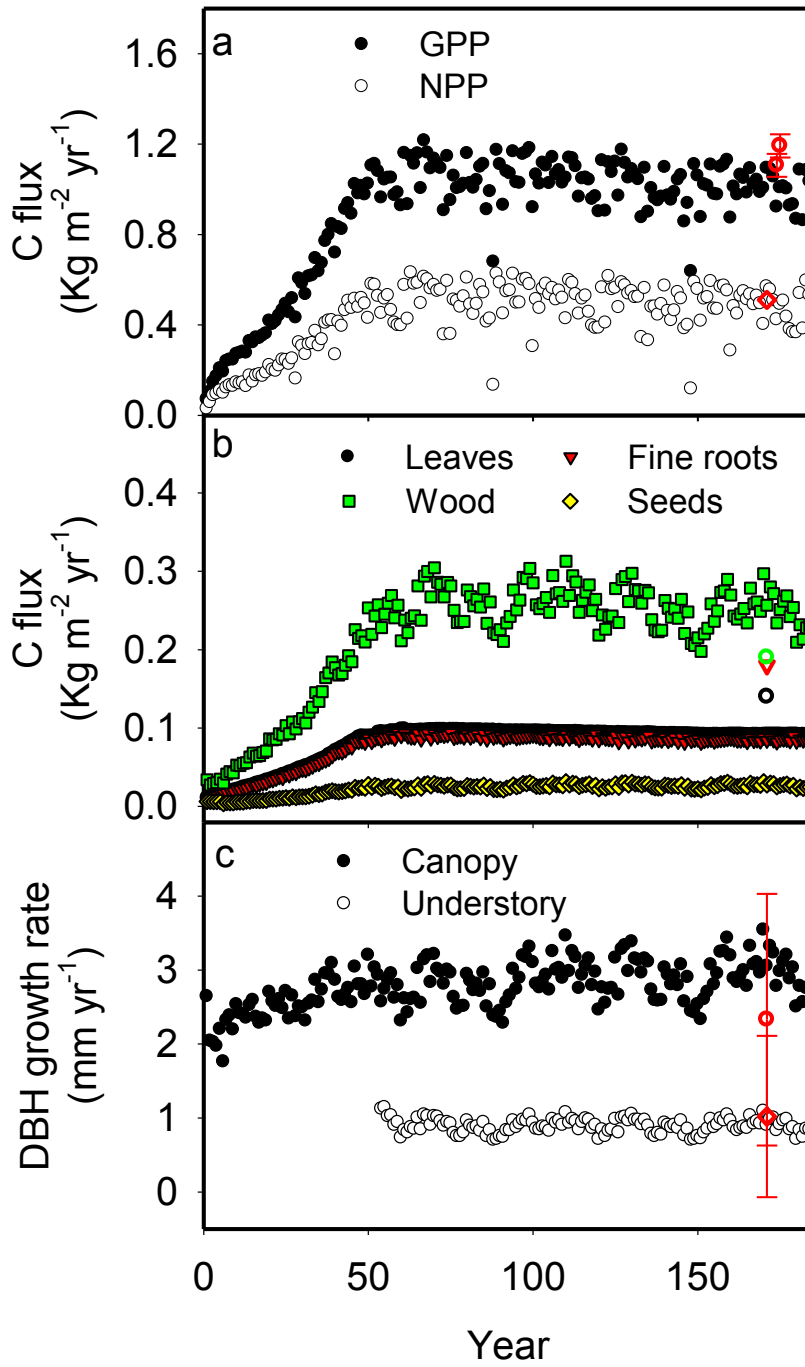 a
GPP
NPP
1.6
1.2
0.8
0.4
0.0
C flux
(Kg m⁻² yr⁻¹)
b
Leaves
Fine roots
Wood
Seeds
0.4
0.3
0.2
0.1
0.0
C flux
(Kg m⁻² yr⁻¹)
c
Canopy
Understory
4
3
2
1
0
DBH growth rate
(mm yr⁻¹)
0 50 100 150
Year